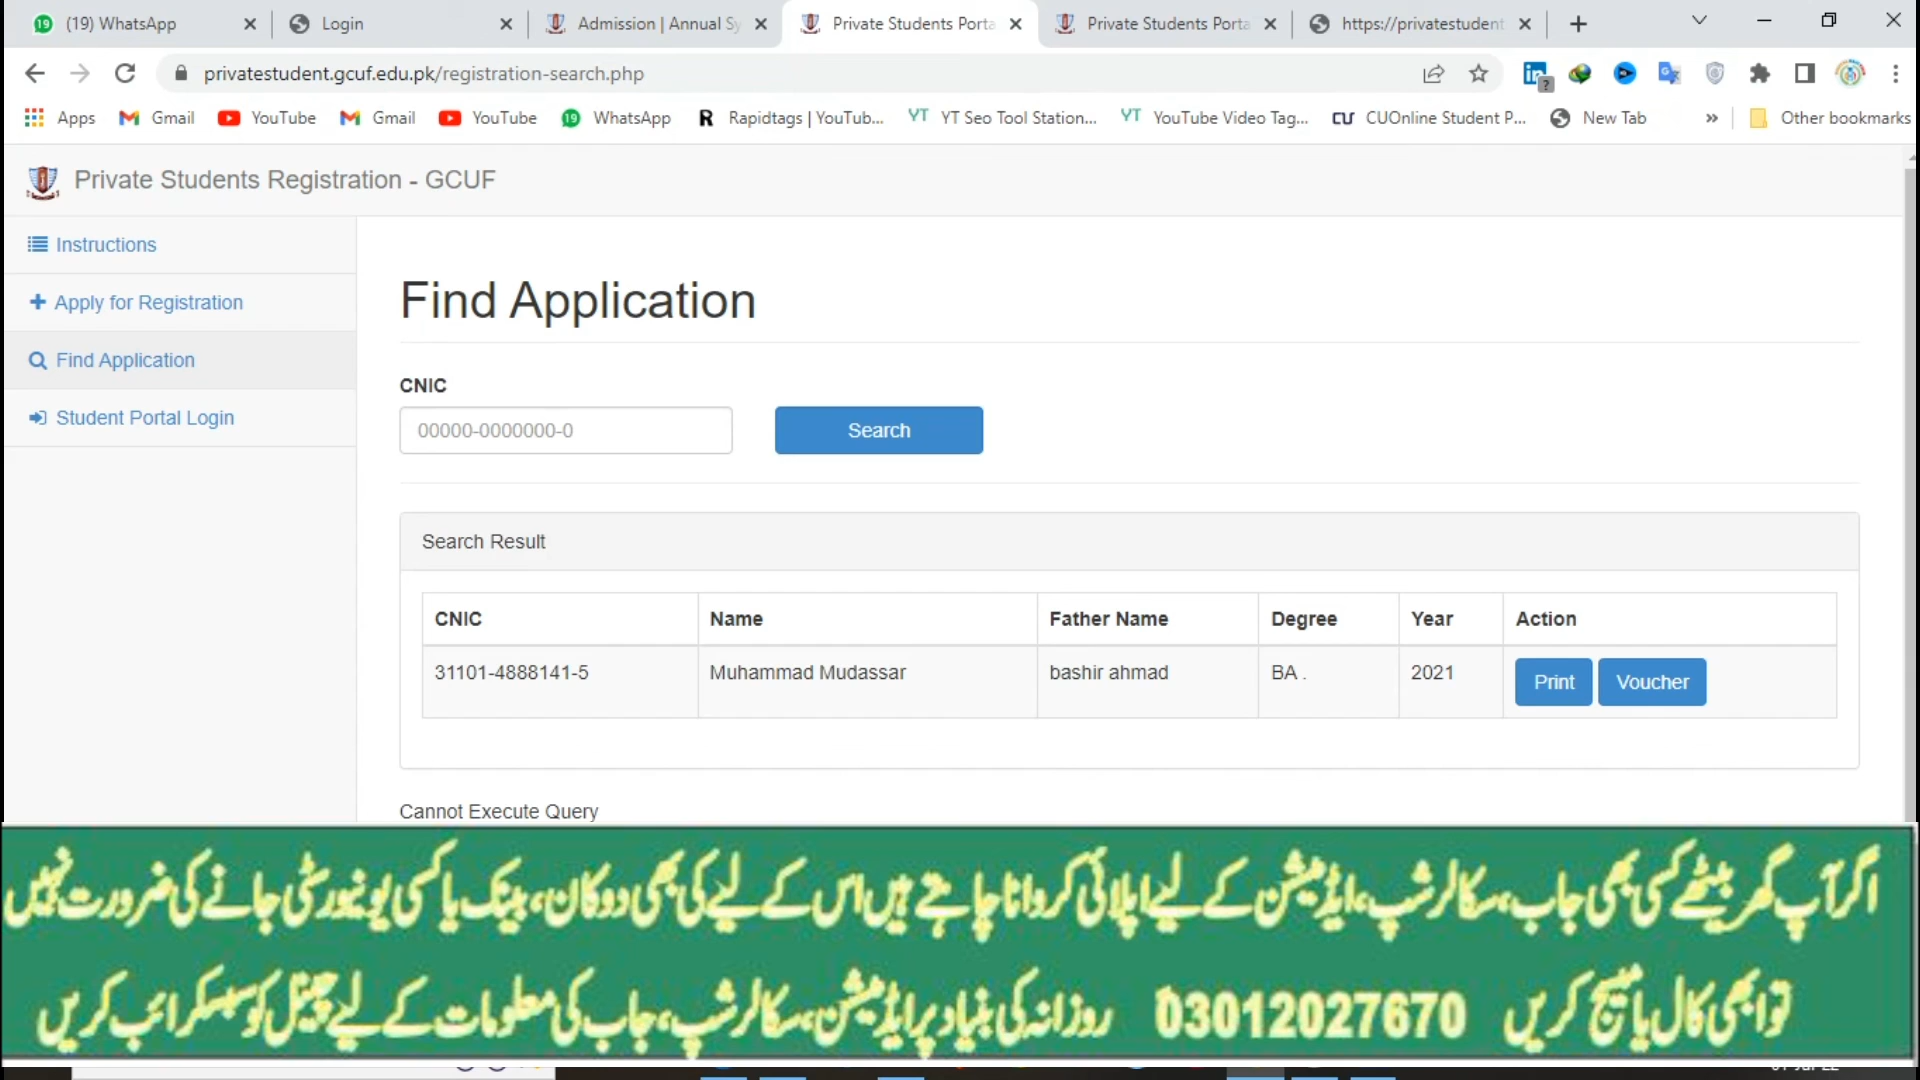 (19) WhatsApp
Login
Admission | Annual Sy
Private Students Porta
Private Students Porta
https://privatestudent
privatestudent.gcuf.edu.pk/registration-search.php
Apps
Gmail
YouTube
Gmail
YouTube
WhatsApp
Rapidtags | YouTub...
YT Seo Tool Station...
YouTube Video Tag...
CUOnline Student P...
New Tab
»
Other bookmarks
Private Students Registration - GCUF
Instructions
Apply for Registration
Find Application
Student Portal Login
Find Application
CNIC
00000-0000000-0
Search
Search Result
CNIC Name Father Name Degree Year Action
31101-4888141-5 Muhammad Mudassar bashir ahmad BA . 2021 Print Voucher
Cannot Execute Query
اگر آپ گھر بیٹھے کسی بھی جاب، سکالرشپ، ایڈمیشن کے لیے اپلائی کروانا چاہتے ہیں اس کے لیے کی بھی دوکان، بینک یا کسی یونیورسٹی جانے کی ضرورت نہیں
تو ابھی کال یا میسج کریں 03012027670 روزانہ کی بنیاد پر ایڈمیشن، سکالرشپ، جاب کی معلومات کے لیے چینل کو سبسکرائب کریں